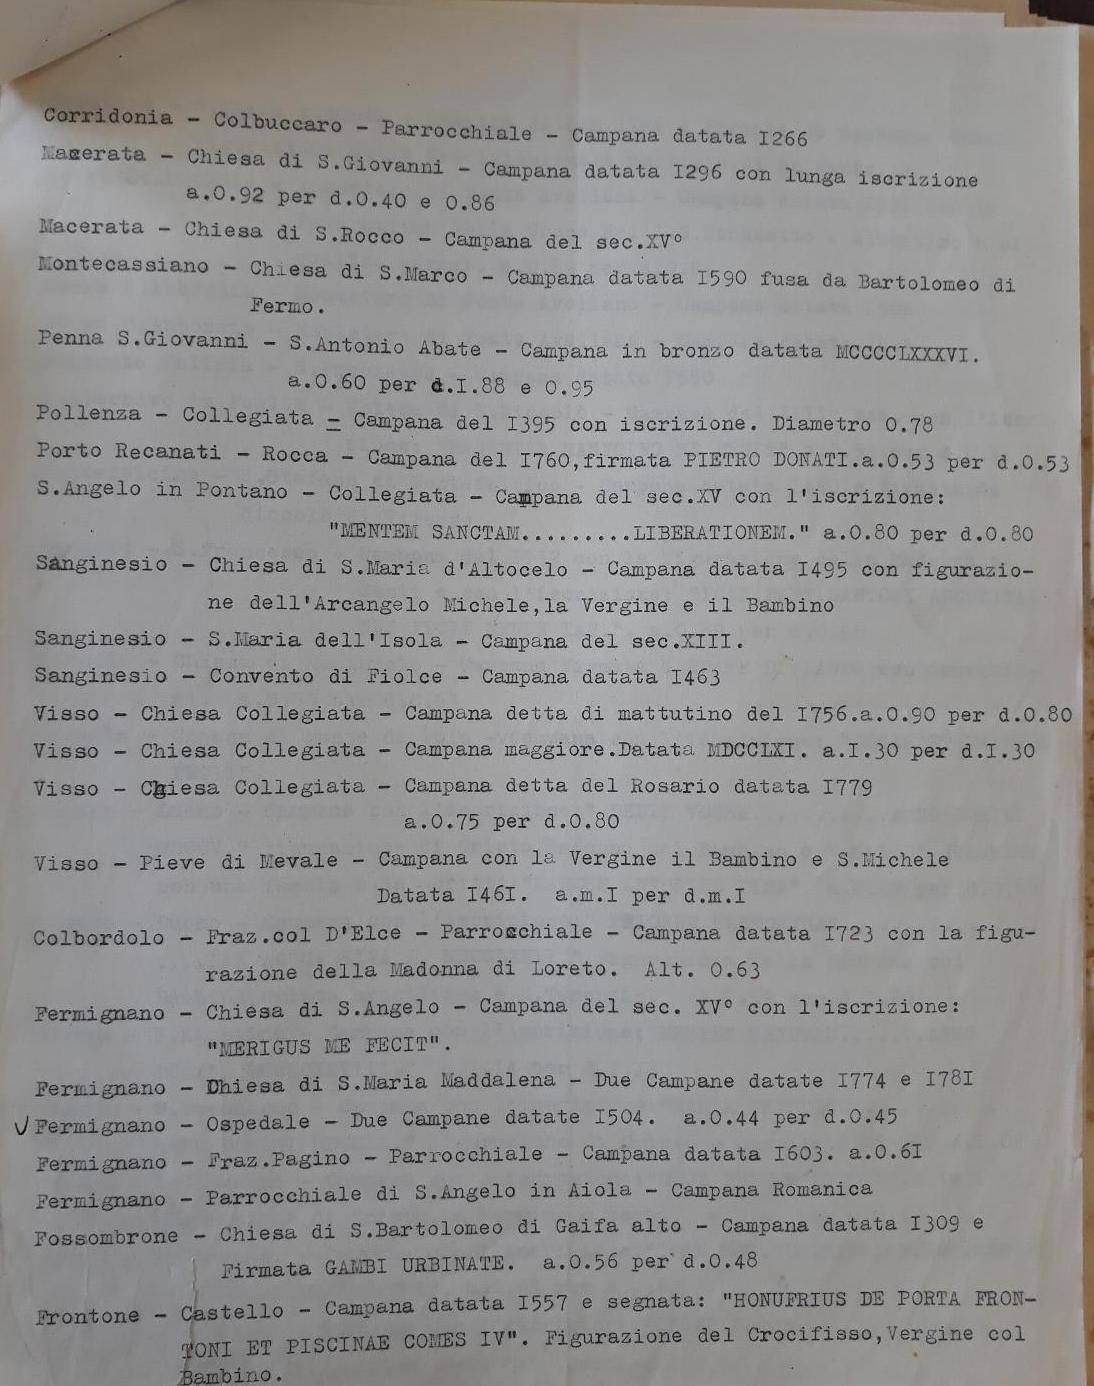 Corridonia - Colbuccaro - Parrocchiale - Campana datata I266
Macerata - Chiesa di S.Giovanni - Campana datata I296 con lunga iscrizione
a.0.92 per d.0.40 e 0.86
Macerata - Chiesa di S.Rocco - Campana del sec.XV°
Montecassiano - Chiesa di S.Marco - Campana datata I590 fusa da Bartolomeo di
Fermo.
Penna S.Giovanni - S.Antonio Abate - Campana in bronzo datata MCCCCLXXXVI.
a.0.60 per d.I.88 e 0.95
Pollenza - Collegiata - Campana del I395 con iscrizione. Diametro 0.78
Porto Recanati - Rocca - Campana del I760,firmata PIETRO DONATI.a.0.53 per d.0.53
S.Angelo in Pontano - Collegiata - Campana del sec.XV con l'iscrizione:
"MENTEM SANCTAM.........LIBERATIONEM." a.0.80 per d.0.80
Sanginesio - Chiesa di S.Maria d'Altocelo - Campana datata I495 con figurazio-
ne dell'Arcangelo Michele,la Vergine e il Bambino
Sanginesio - S.Maria dell'Isola - Campana del sec.XIII.
Sanginesio - Convento di Fiolce - Campana datata I463
Visso - Chiesa Collegiata - Campana detta di mattutino del I756.a.0.90 per d.0.80
Visso - Chiesa Collegiata - Campana maggiore.Datata MDCCLXI. a.I.30 per d.I.30
Visso - Chiesa Collegiata - Campana detta del Rosario datata I779
a.0.75 per d.0.80
Visso - Pieve di Mevale - Campana con la Vergine il Bambino e S.Michele
Datata I46I. a.m.I per d.m.I
Colbordolo - Fraz.col D'Elce - Parrocchiale - Campana datata I723 con la figu-
razione della Madonna di Loreto. Alt. 0.63
Fermignano - Chiesa di S.Angelo - Campana del sec. XV° con l'iscrizione:
"MERIGUS ME FECIT".
Fermignano - Dhiesa di S.Maria Maddalena - Due Campane datate I774 e I78I
✓ Fermignano - Ospedale - Due Campane datate I504. a.0.44 per d.0.45
Fermignano - Fraz.Pagino - Parrocchiale - Campana datata I603. a.0.6I
Fermignano - Parrocchiale di S.Angelo in Aiola - Campana Romanica
Fossombrone - Chiesa di S.Bartolomeo di Gaifa alto - Campana datata I309 e
Firmata GAMBI URBINATE. a.0.56 per d.0.48
Frontone - Castello - Campana datata I557 e segnata: "HONUFRIUS DE PORTA FRON-
TONI ET PISCINAE COMES IV". Figurazione del Crocifisso,Vergine col
Bambino.